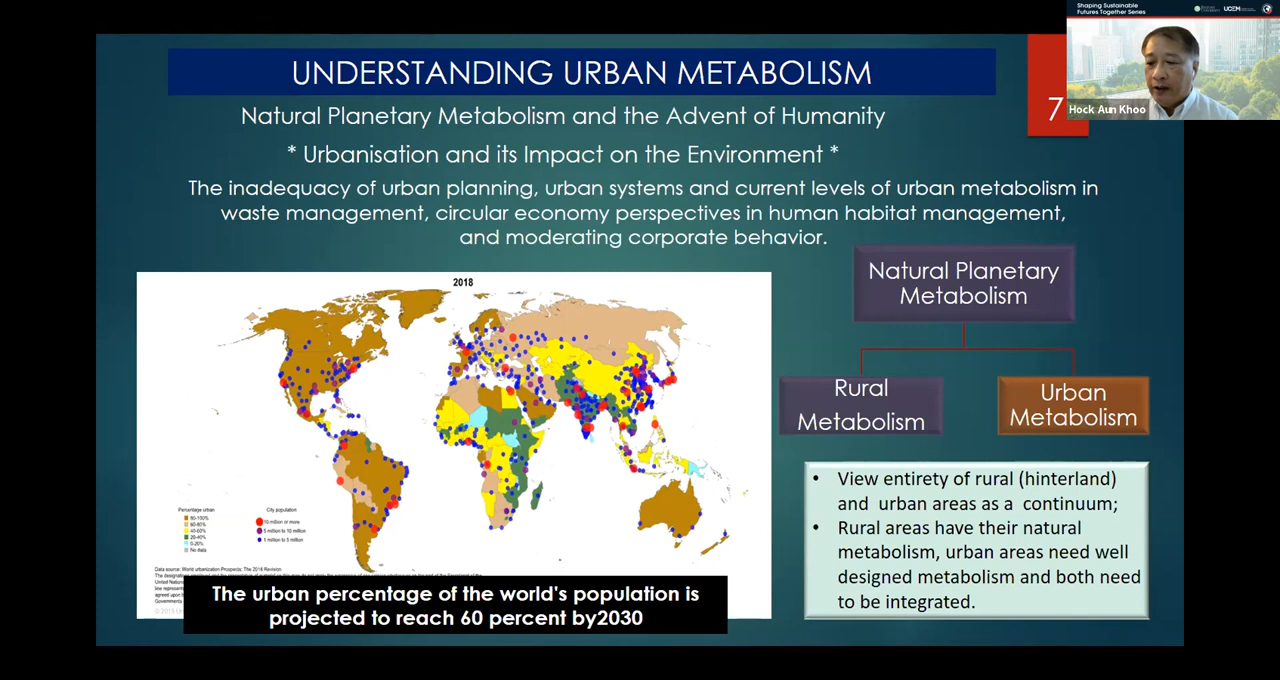 Shaping Sustainable
Futures Together Series
UCEM
Hock Aun Khoo
7
UNDERSTANDING URBAN METABOLISM
Natural Planetary Metabolism and the Advent of Humanity
* Urbanisation and its Impact on the Environment *
The inadequacy of urban planning, urban systems and current levels of urban metabolism in
waste management, circular economy perspectives in human habitat management,
and moderating corporate behavior.
2018
Percentage urban
80-100%
60-80%
40-60%
20-40%
0-20%
No data
City population
10 million or more
5 million to 10 million
1 million to 5 million
Data source: World Urbanization Prospects: The 2018 Revision.
The urban percentage of the world's population is
projected to reach 60 percent by2030
Natural Planetary
Metabolism
Rural
Metabolism
Urban
Metabolism
• View entirety of rural (hinterland)
and urban areas as a continuum;
• Rural areas have their natural
metabolism, urban areas need well
designed metabolism and both need
to be integrated.